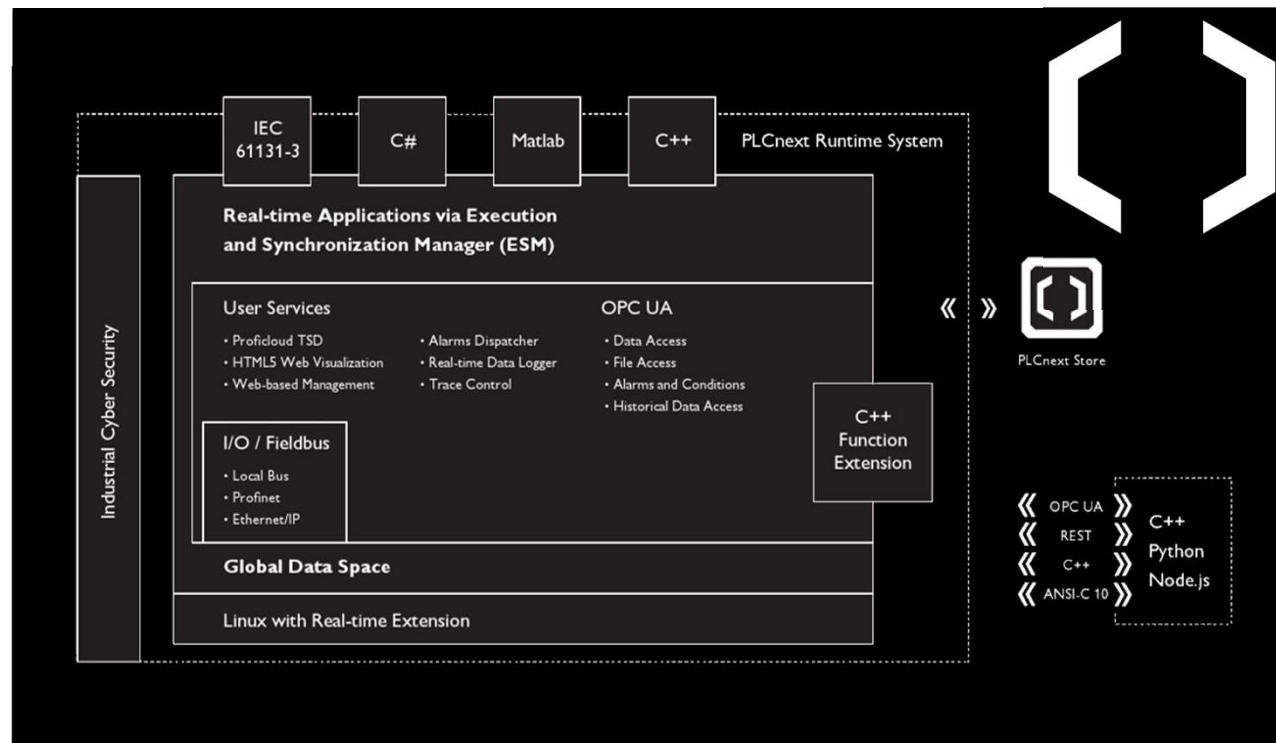 IEC
61131-3
C#
Matlab
C++
PLCnext Runtime System
Industrial Cyber Security
Real-time Applications via Execution
and Synchronization Manager (ESM)
User Services
• Proficloud TSD
• HTML5 Web Visualization
• Web-based Management
• Alarms Dispatcher
• Real-time Data Logger
• Trace Control
OPC UA
• Data Access
• File Access
• Alarms and Conditions
• Historical Data Access
I/O / Fieldbus
• Local Bus
• Profinet
• Ethernet/IP
C++
Function
Extension
Global Data Space
Linux with Real-time Extension
PLCnext Store
OPC UA
REST
C++
ANSI-C 10
C++
Python
Node.js